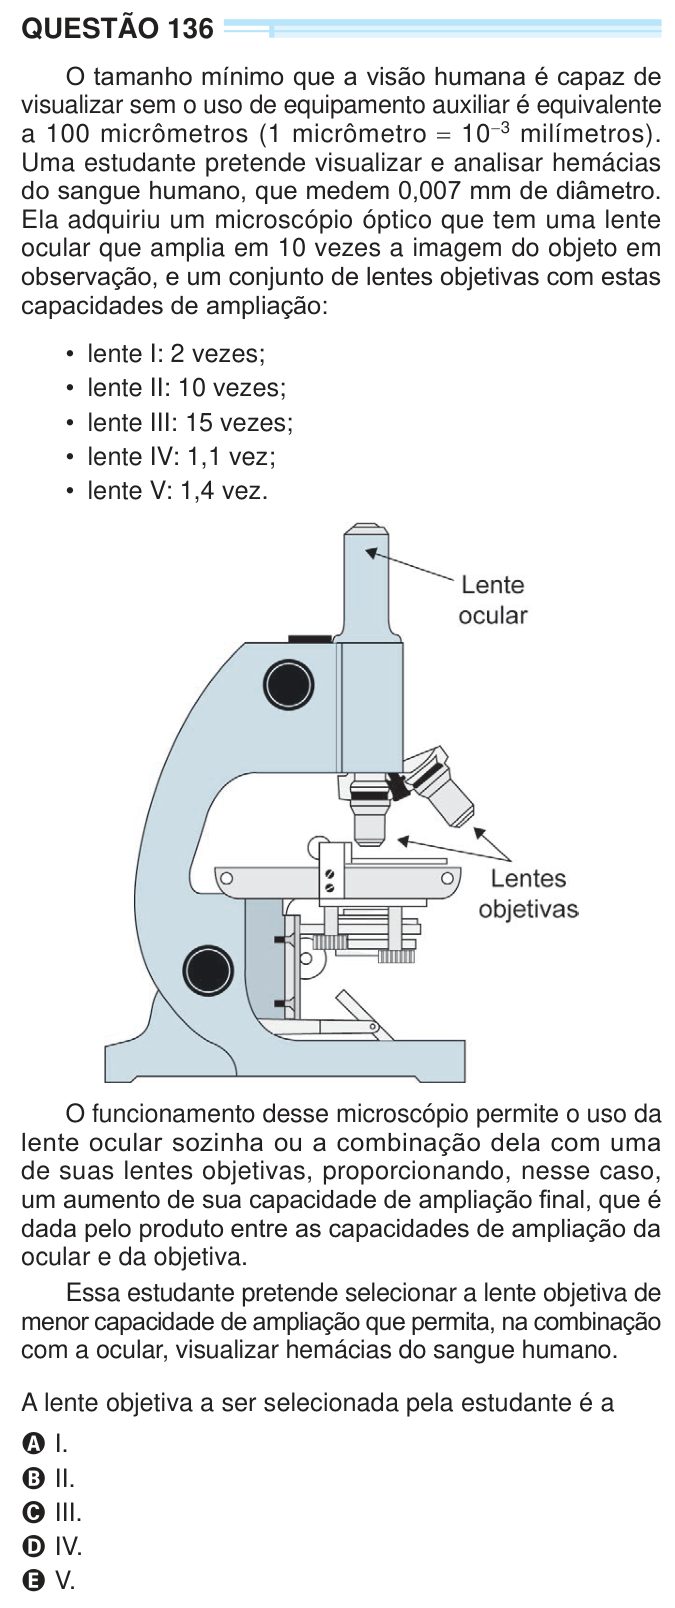 QUESTÃO 136
O tamanho mínimo que a visão humana é capaz de
visualizar sem o uso de equipamento auxiliar é equivalente
a 100 micrômetros (1 micrômetro = 10⁻³ milímetros).
Uma estudante pretende visualizar e analisar hemácias
do sangue humano, que medem 0,007 mm de diâmetro.
Ela adquiriu um microscópio óptico que tem uma lente
ocular que amplia em 10 vezes a imagem do objeto em
observação, e um conjunto de lentes objetivas com estas
capacidades de ampliação:
• lente I: 2 vezes;
• lente II: 10 vezes;
• lente III: 15 vezes;
• lente IV: 1,1 vez;
• lente V: 1,4 vez.
Lente
ocular
Lentes
objetivas
O funcionamento desse microscópio permite o uso da
lente ocular sozinha ou a combinação dela com uma
de suas lentes objetivas, proporcionando, nesse caso,
um aumento de sua capacidade de ampliação final, que é
dada pelo produto entre as capacidades de ampliação da
ocular e da objetiva.
Essa estudante pretende selecionar a lente objetiva de
menor capacidade de ampliação que permita, na combinação
com a ocular, visualizar hemácias do sangue humano.
A lente objetiva a ser selecionada pela estudante é a
A I.
B II.
C III.
D IV.
E V.